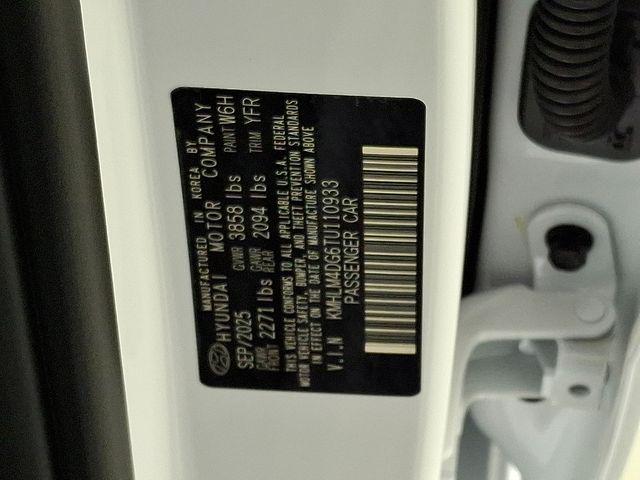 MANUFACTURED IN KOREA BY
HYUNDAI MOTOR COMPANY
SEP/2025 GVWR 3858 lbs PAINT W6H
GAWR FRONT 2271 lbs GAWR REAR 2094 lbs TRIM YFR
THIS VEHICLE CONFORMS TO ALL APPLICABLE U.S.A. FEDERAL
MOTOR VEHICLE SAFETY, BUMPER, AND THEFT PREVENTION STANDARDS
IN EFFECT ON THE DATE OF MANUFACTURE SHOWN ABOVE
V.I.N KMHLM4DG6TU110933
PASSENGER CAR